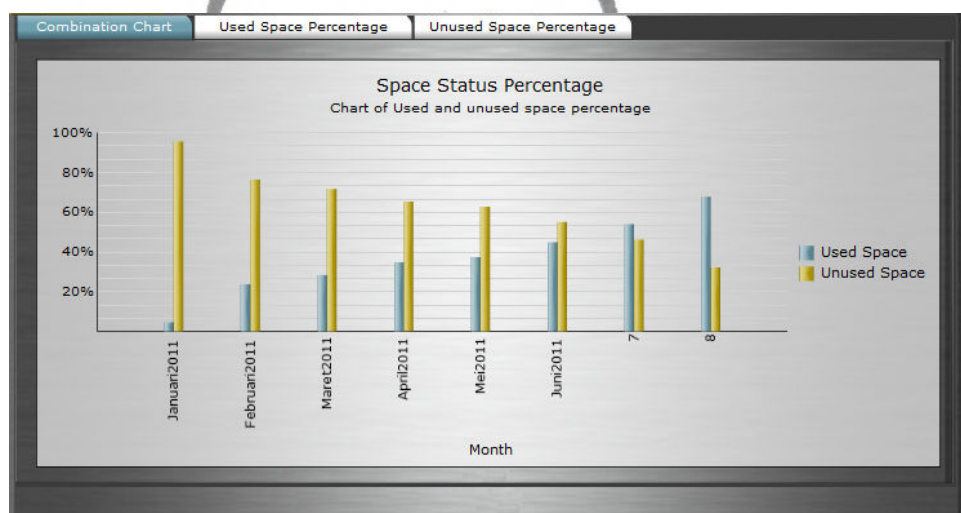 Combination Chart
Used Space Percentage
Unused Space Percentage
Space Status Percentage
Chart of Used and unused space percentage
100%
80%
60%
40%
20%
Januari2011
Februari2011
Maret2011
April2011
Mei2011
Juni2011
7
8
Month
Used Space
Unused Space